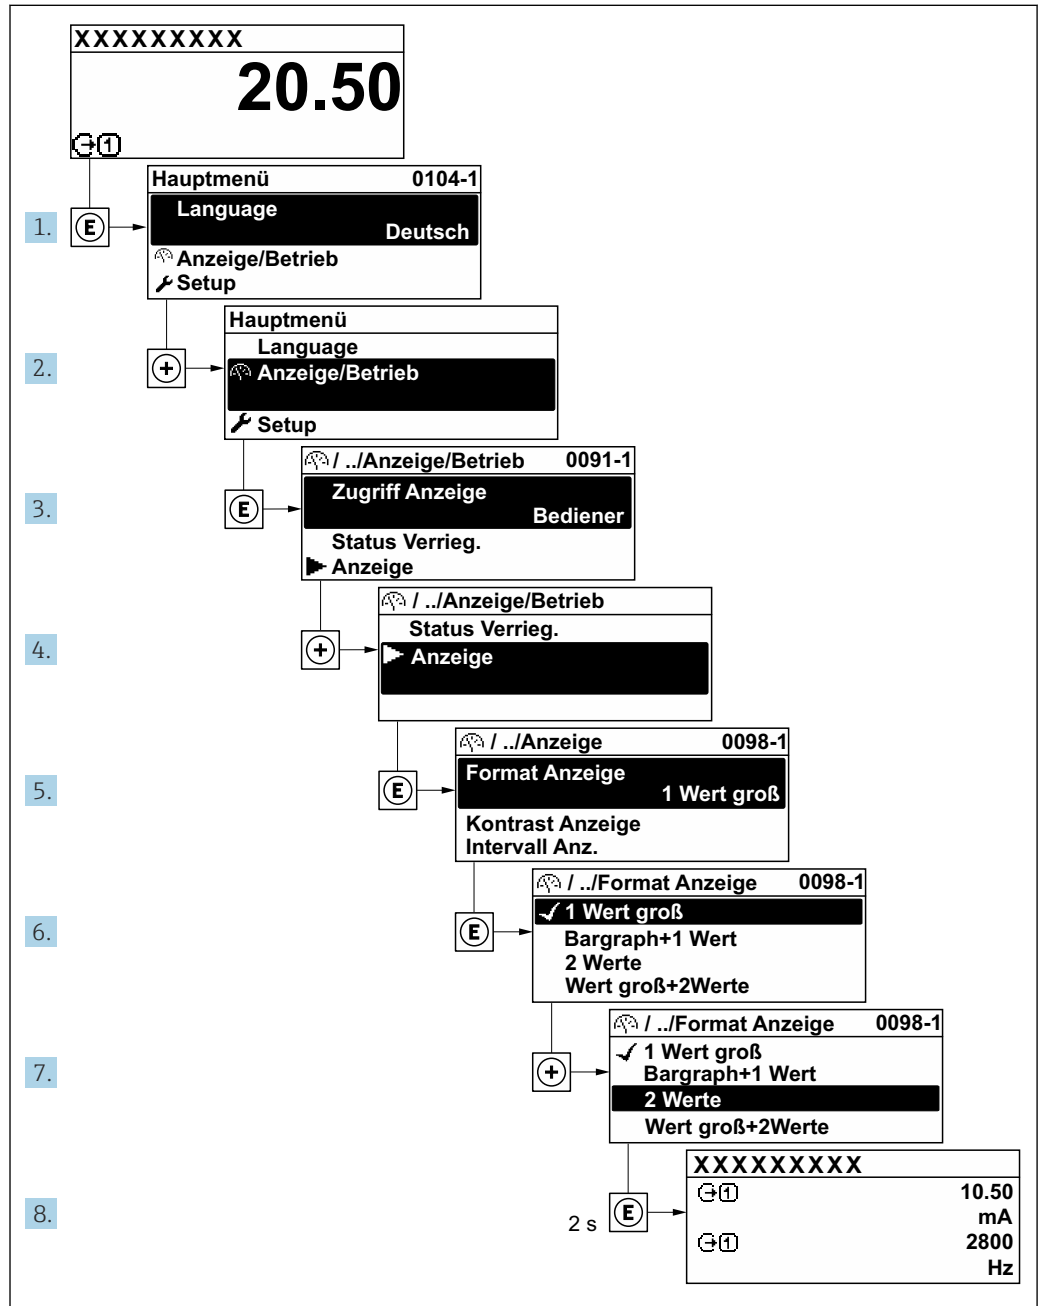 XXXXXXXXX
20.50
1
1.
E
Hauptmenü 0104-1
Language
Deutsch
Anzeige/Betrieb
Setup
2.
+
Hauptmenü
Language
Anzeige/Betrieb
Setup
3.
E
/ ../Anzeige/Betrieb 0091-1
Zugriff Anzeige
Bediener
Status Verrieg.
Anzeige
4.
+
/ ../Anzeige/Betrieb
Status Verrieg.
Anzeige
5.
E
/ ../Anzeige 0098-1
Format Anzeige
1 Wert groß
Kontrast Anzeige
Intervall Anz.
6.
E
/ ../Format Anzeige 0098-1
1 Wert groß
Bargraph+1 Wert
2 Werte
Wert groß+2Werte
7.
+
/ ../Format Anzeige 0098-1
1 Wert groß
Bargraph+1 Wert
2 Werte
Wert groß+2Werte
8.
2 s
E
XXXXXXXXX
1 10.50
mA
1 2800
Hz